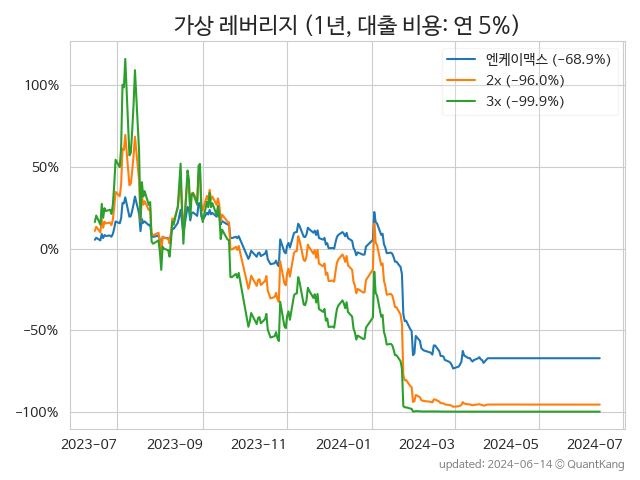 가상 레버리지 (1년, 대출 비용: 연 5%)
엔케이맥스 (−68.9%)
2x (−96.0%)
3x (−99.9%)
100%
50%
0%
−50%
−100%
2023-07 2023-09 2023-11 2024-01 2024-03 2024-05 2024-07
updated: 2024-06-14 © QuantKang